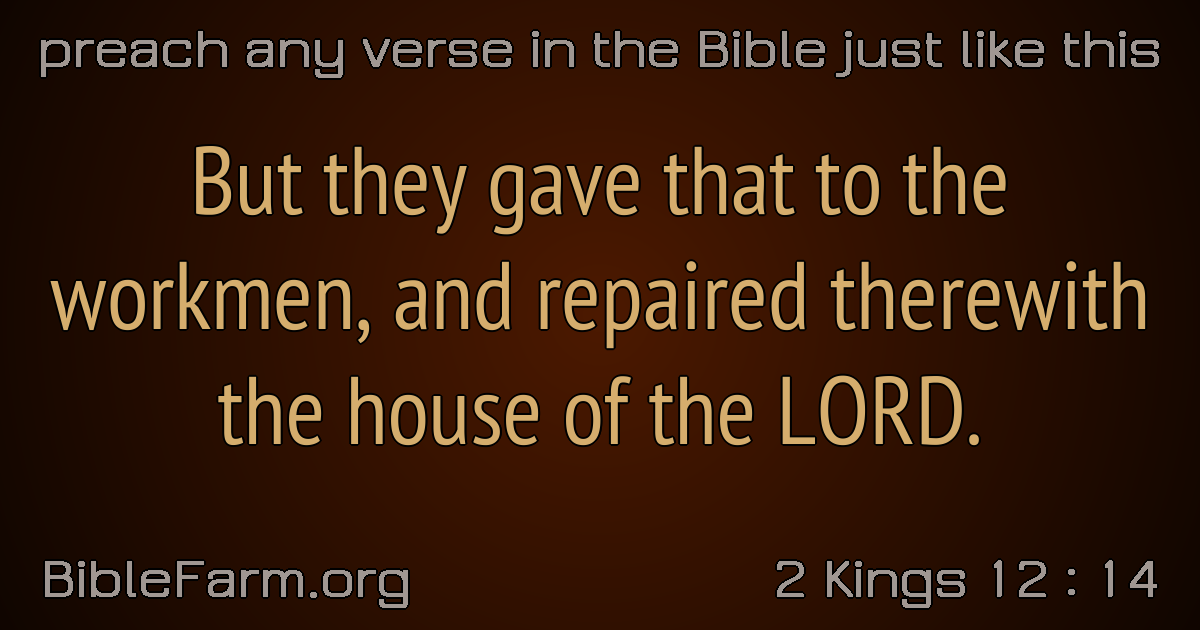 preach any verse in the Bible just like this
But they gave that to the
workmen, and repaired therewith
the house of the LORD.
BibleFarm.org
2 Kings 12 : 14